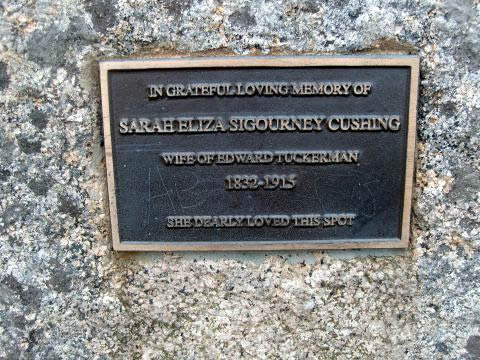 IN GRATEFUL LOVING MEMORY OF
SARAH ELIZA SIGOURNEY CUSHING
WIFE OF EDWARD TUCKERMAN
1832-1915
SHE DEARLY LOVED THIS SPOT